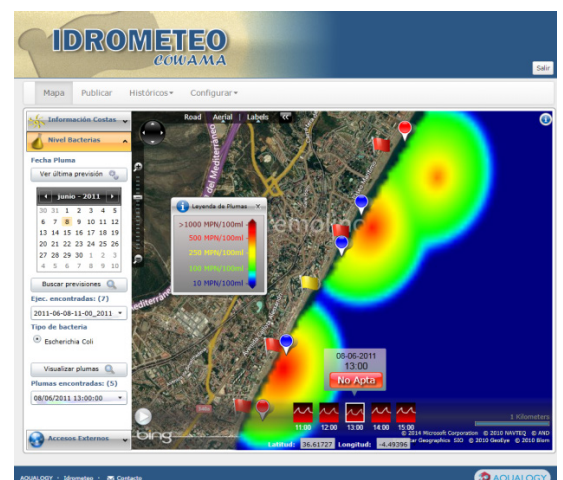 IDROMETEO
COWAMA
Salir
Mapa Publicar Históricos Configurar
Información Costas
Nivel Bacterias
Fecha Pluma
Ver última previsión
junio - 2011
30 31 1 2 3 4 5
6 7 8 9 10 11 12
13 14 15 16 17 18 19
20 21 22 23 24 25 26
27 28 29 30 1 2 3
4 5 6 7 8 9 10
Buscar previsiones
Ejec. encontradas: (7)
2011-06-08-11-00_2011
Tipo de bacteria
Escherichia Coli
Visualizar plumas
Plumas encontradas: (5)
08/06/2011 13:00:00
Accesos Externos
Road Aerial | Labels <<
Leyenda de Plumas
>1000 MPN/100ml
500 MPN/100ml
250 MPN/100ml
100 MPN/100ml
10 MPN/100ml
08-06-2011
13:00
No Apta
11:00 12:00 13:00 14:00 15:00
1 Kilometers
© 2014 Microsoft Corporation © 2010 NAVTEQ © AND
Geographics SIO © 2010 GeoEye © 2010 Blom
bing
Latitud: 36.61727 Longitud: -4.49396
AQUALOGY - Idrometeo - Contacto
AQUALOGY